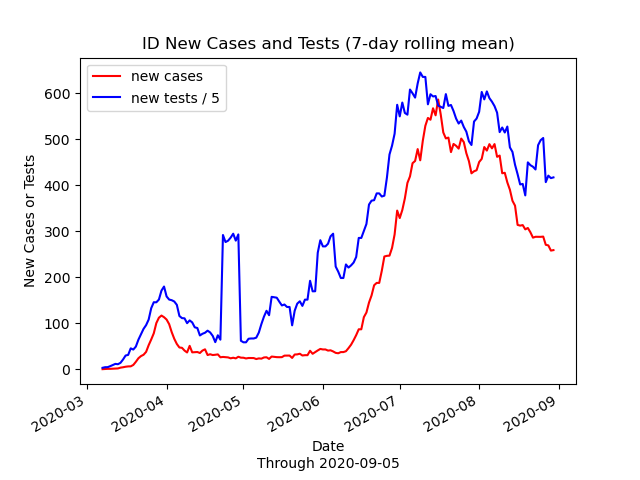 ID New Cases and Tests (7-day rolling mean)
new cases
new tests / 5
New Cases or Tests
600
500
400
300
200
100
0
2020-03
2020-04
2020-05
2020-06
2020-07
2020-08
2020-09
Date
Through 2020-09-05